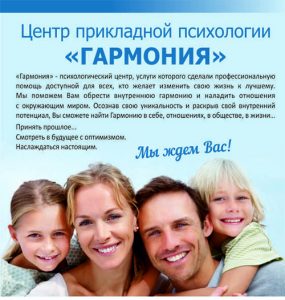 Центр прикладной психологии
«ГАРМОНИЯ»
«Гармония» - психологический центр, услуги которого сделали профессиональную
помощь доступной для всех, кто желает изменить свою жизнь к лучшему.
Мы поможем Вам обрести внутреннюю гармонию и наладить отношения
с окружающим миром. Осознав свою уникальность и раскрыв свой внутренний
потенциал, Вы сможете найти Гармонию в себе, отношениях, в обществе, в жизни...
Принять прошлое...
Смотреть в будущее с оптимизмом.
Наслаждаться настоящим.
Мы ждем Вас!